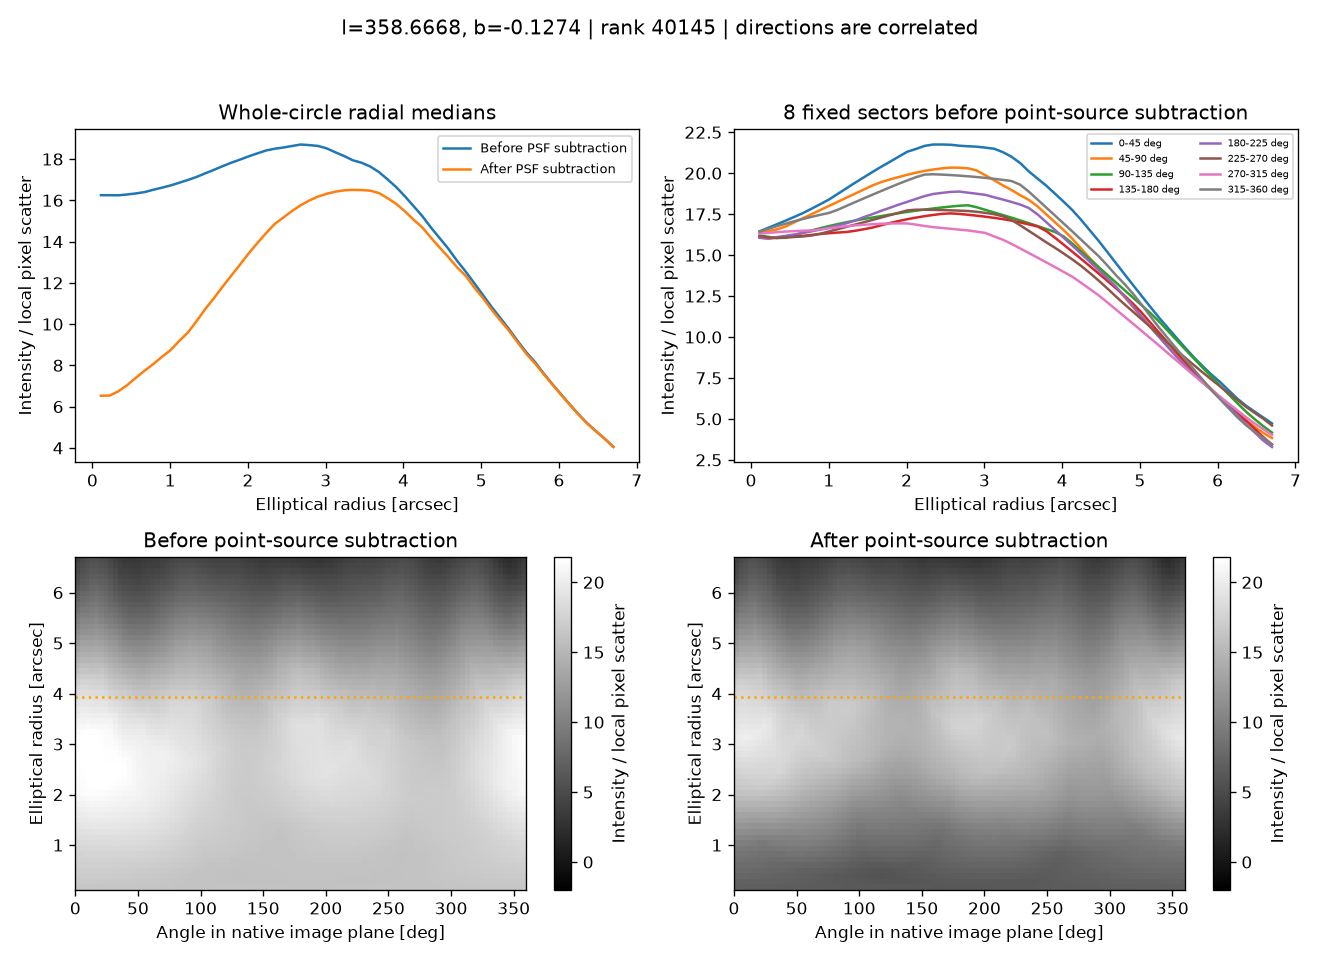 l=358.6668, b=-0.1274 | rank 40145 | directions are correlated
Whole-circle radial medians
Before PSF subtraction
After PSF subtraction
Intensity / local pixel scatter
18
16
14
12
10
8
6
4
0 1 2 3 4 5 6 7
Elliptical radius [arcsec]
8 fixed sectors before point-source subtraction
0-45 deg
45-90 deg
90-135 deg
135-180 deg
180-225 deg
225-270 deg
270-315 deg
315-360 deg
Intensity / local pixel scatter
22.5
20.0
17.5
15.0
12.5
10.0
7.5
5.0
2.5
0 1 2 3 4 5 6 7
Elliptical radius [arcsec]
Before point-source subtraction
Elliptical radius [arcsec]
6
5
4
3
2
1
0 50 100 150 200 250 300 350
Angle in native image plane [deg]
20
15
10
5
0
Intensity / local pixel scatter
After point-source subtraction
Elliptical radius [arcsec]
6
5
4
3
2
1
0 50 100 150 200 250 300 350
Angle in native image plane [deg]
20
15
10
5
0
Intensity / local pixel scatter